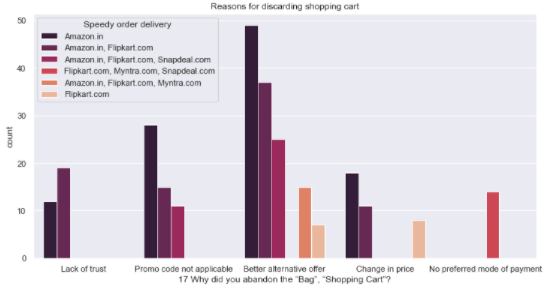 Reasons for discarding shopping cart
Speedy order delivery
Amazon.in
Amazon.in, Flipkart.com
Amazon.in, Flipkart.com, Snapdeal.com
Flipkart.com, Myntra.com, Snapdeal.com
Amazon.in, Flipkart.com, Myntra.com
Flipkart.com
50
40
30
20
10
0
count
Lack of trust Promo code not applicable Better alternative offer Change in price No preferred mode of payment
17 Why did you abandon the "Bag", "Shopping Cart"?